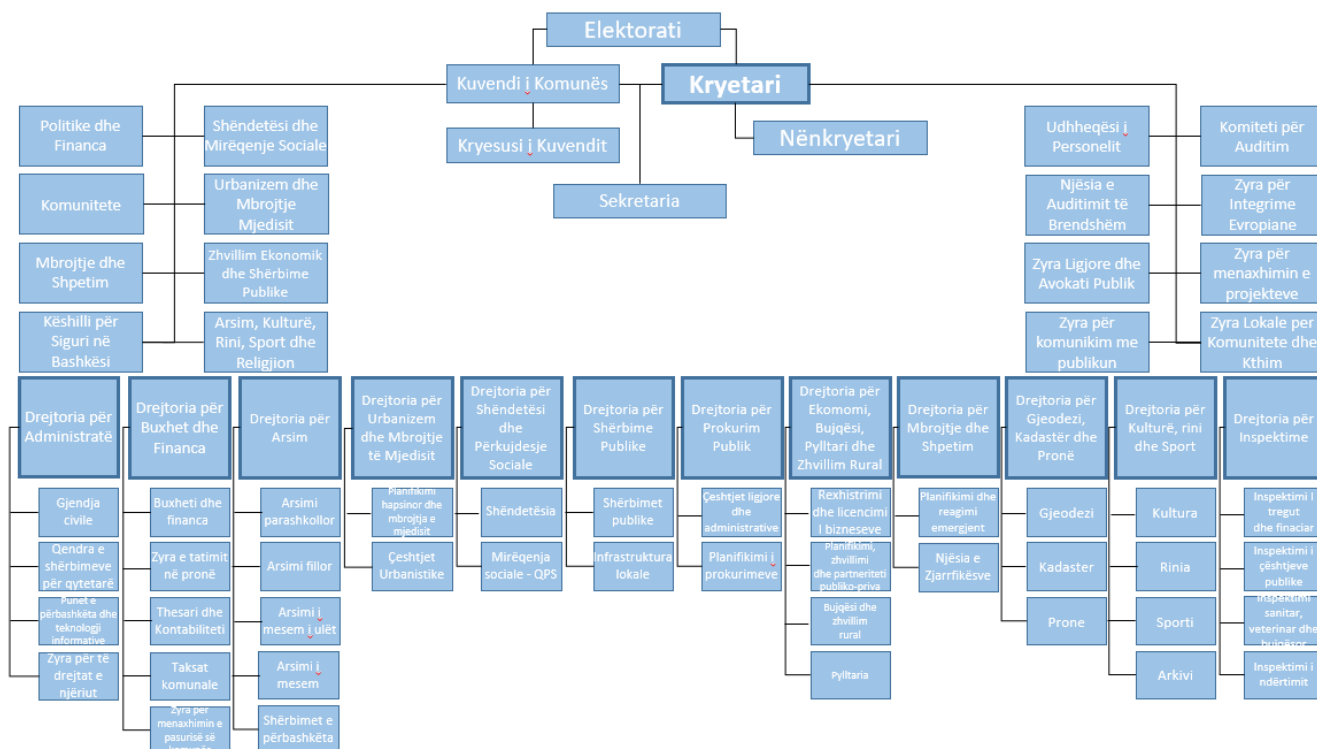 Elektorati
Kuvendi i Komunës
Kryetari
Kryesusi i Kuvendit
Nënkryetari
Sekretaria
Politike dhe
Financa
Shëndetësi dhe
Mirëqenje Sociale
Komunitete
Urbanizem dhe
Mbrojtje
Mjedisit
Mbrojtje dhe
Shpetim
Zhvillim Ekonomik
dhe Shërbime
Publike
Këshilli për
Siguri në
Bashkësi
Arsim, Kulturë,
Rini, Sport dhe
Religjion
Udhheqësi i
Personelit
Komiteti për
Auditim
Njësia e
Auditimit të
Brendshëm
Zyra për
Integrime
Evropiane
Zyra Ligjore dhe
Avokati Publik
Zyra për
menaxhimin e
projekteve
Zyra për
komunikim me
publikun
Zyra Lokale per
Komunitete dhe
Kthim
Drejtoria për
Administratë
Gjendja
civile
Qendra e
shërbimeve
për qytetarë
Punet e
përbashkëta dhe
teknologji
informative
Zyra për të
drejtat e
njëriut
Drejtoria për
Buxhet dhe
Financa
Buxheti dhe
financa
Zyra e tatimit
në pronë
Thesari dhe
Kontabiliteti
Taksat
komunale
Zyra per
menaxhimin e
pasurisë së
Drejtoria për
Arsim
Arsimi
parashkollor
Arsimi fillor
Arsimi i
mesem i ulët
Arsimi i
mesem
Shërbimet e
përbashkëta
Drejtoria për
Urbanizem
dhe Mbrojtje
të Mjedisit
Planifikimi
hapsinor dhe
mbrojtja e
mjedisit
Çeshtjet
Urbanistike
Drejtoria për
Shëndetësi
dhe
Përkujdesje
Sociale
Shëndetësia
Mirëqenja
sociale - QPS
Drejtoria për
Shërbime
Publike
Shërbimet
publike
Infrastruktura
lokale
Drejtoria për
Prokurim
Publik
Çeshtjet ligjore
dhe
administrative
Planifikimi i
prokurimeve
Drejtoria për
Ekonomi,
Bujqësi,
Pylltari dhe
Zhvillim Rural
Rexhistrimi
dhe licencimi
I bizneseve
Planifikimi,
zhvillimi
dhe partneriteti
publiko-priva
Bujqësi dhe
zhvillim
rural
Pylltaria
Drejtoria për
Mbrojtje dhe
Shpetim
Planifikimi dhe
reagimi
emergjent
Njësia e
Zjarrfikësve
Drejtoria për
Gjeodezi,
Kadastër dhe
Pronë
Gjeodezi
Kadaster
Prone
Drejtoria për
Kulturë, rini
dhe Sport
Kultura
Rinia
Sporti
Arkivi
Drejtoria për
Inspektime
Inspektimi I
tregut
dhe finaciar
Inspektimi i
çështjeve
publike
Inspektimi
sanitar,
veterinar dhe
bujqësor
Inspektimi i
ndërtimit